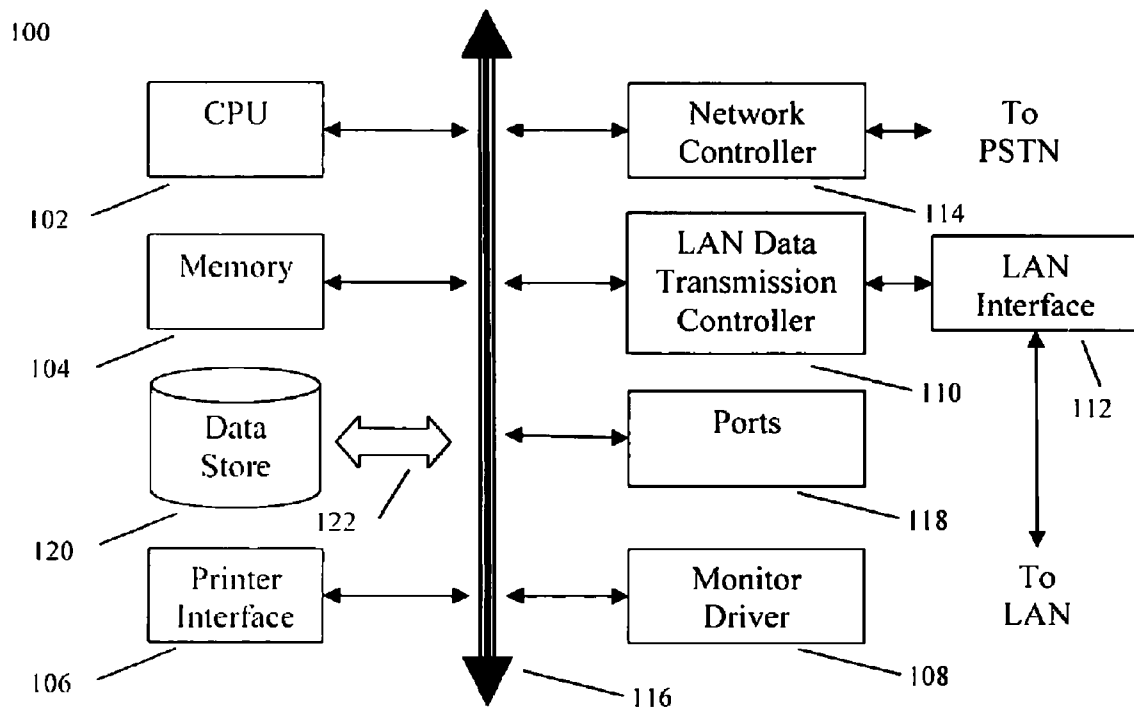 100
CPU
102
Memory
104
Data
Store
120
122
Printer
Interface
106
116
Network
Controller
114
To
PSTN
LAN Data
Transmission
Controller
110
LAN
Interface
112
Ports
118
Monitor
Driver
108
To
LAN